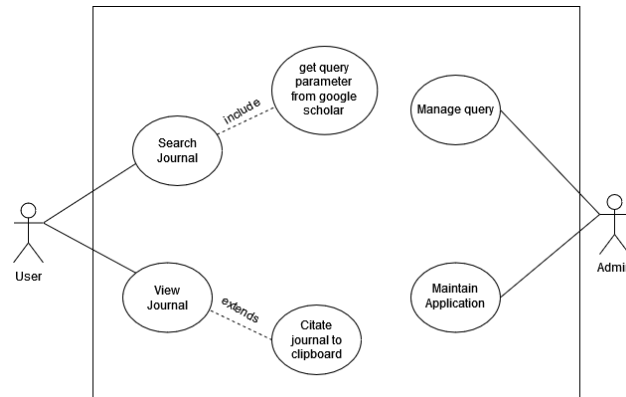 get query
parameter
from google
scholar
Manage query
include
Search
Journal
User
Admin
View
Journal
extends
Maintain
Application
Citate
journal to
clipboard